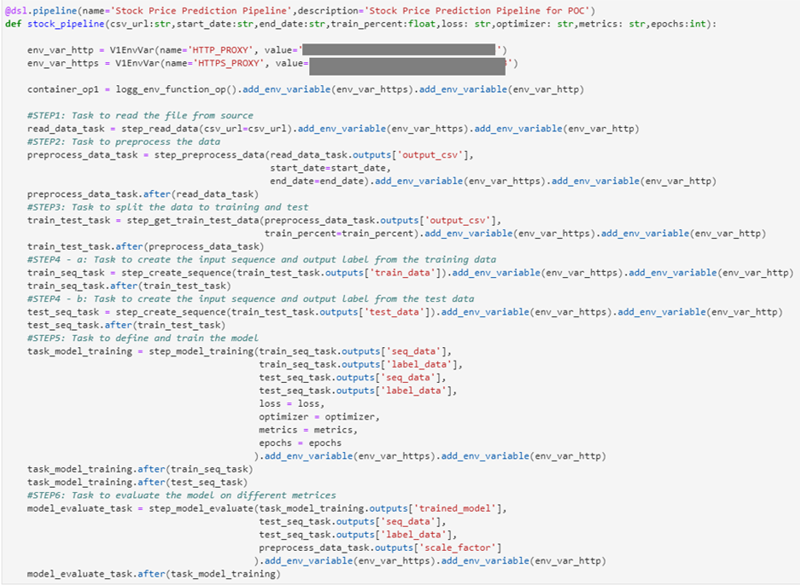 @dsl.pipeline(name='Stock Price Prediction Pipeline',description='Stock Price Prediction Pipeline for POC')
def stock_pipeline(csv_url:str,start_date:str,end_date:str,train_percent:float,loss: str,optimizer: str,metrics: str,epochs:int):
env_var_http = V1EnvVar(name='HTTP_PROXY', value=' ')
env_var_https = V1EnvVar(name='HTTPS_PROXY', value= ')
container_op1 = logg_env_function_op().add_env_variable(env_var_https).add_env_variable(env_var_http)
#STEP1: Task to read the file from source
read_data_task = step_read_data(csv_url=csv_url).add_env_variable(env_var_https).add_env_variable(env_var_http)
#STEP2: Task to preprocess the data
preprocess_data_task = step_preprocess_data(read_data_task.outputs['output_csv'],
start_date=start_date,
end_date=end_date).add_env_variable(env_var_https).add_env_variable(env_var_http)
preprocess_data_task.after(read_data_task)
#STEP3: Task to split the data to training and test
train_test_task = step_get_train_test_data(preprocess_data_task.outputs['output_csv'],
train_percent=train_percent).add_env_variable(env_var_https).add_env_variable(env_var_http)
train_test_task.after(preprocess_data_task)
#STEP4 - a: Task to create the input sequence and output label from the training data
train_seq_task = step_create_sequence(train_test_task.outputs['train_data']).add_env_variable(env_var_https).add_env_variable(env_var_http)
train_seq_task.after(train_test_task)
#STEP4 - b: Task to create the input sequence and output label from the test data
test_seq_task = step_create_sequence(train_test_task.outputs['test_data']).add_env_variable(env_var_https).add_env_variable(env_var_http)
test_seq_task.after(train_test_task)
#STEP5: Task to define and train the model
task_model_training = step_model_training(train_seq_task.outputs['seq_data'],
train_seq_task.outputs['label_data'],
test_seq_task.outputs['seq_data'],
test_seq_task.outputs['label_data'],
loss = loss,
optimizer = optimizer,
metrics = metrics,
epochs = epochs
).add_env_variable(env_var_https).add_env_variable(env_var_http)
task_model_training.after(train_seq_task)
task_model_training.after(test_seq_task)
#STEP6: Task to evaluate the model on different metrices
model_evaluate_task = step_model_evaluate(task_model_training.outputs['trained_model'],
test_seq_task.outputs['seq_data'],
test_seq_task.outputs['label_data'],
preprocess_data_task.outputs['scale_factor']
).add_env_variable(env_var_https).add_env_variable(env_var_http)
model_evaluate_task.after(task_model_training)